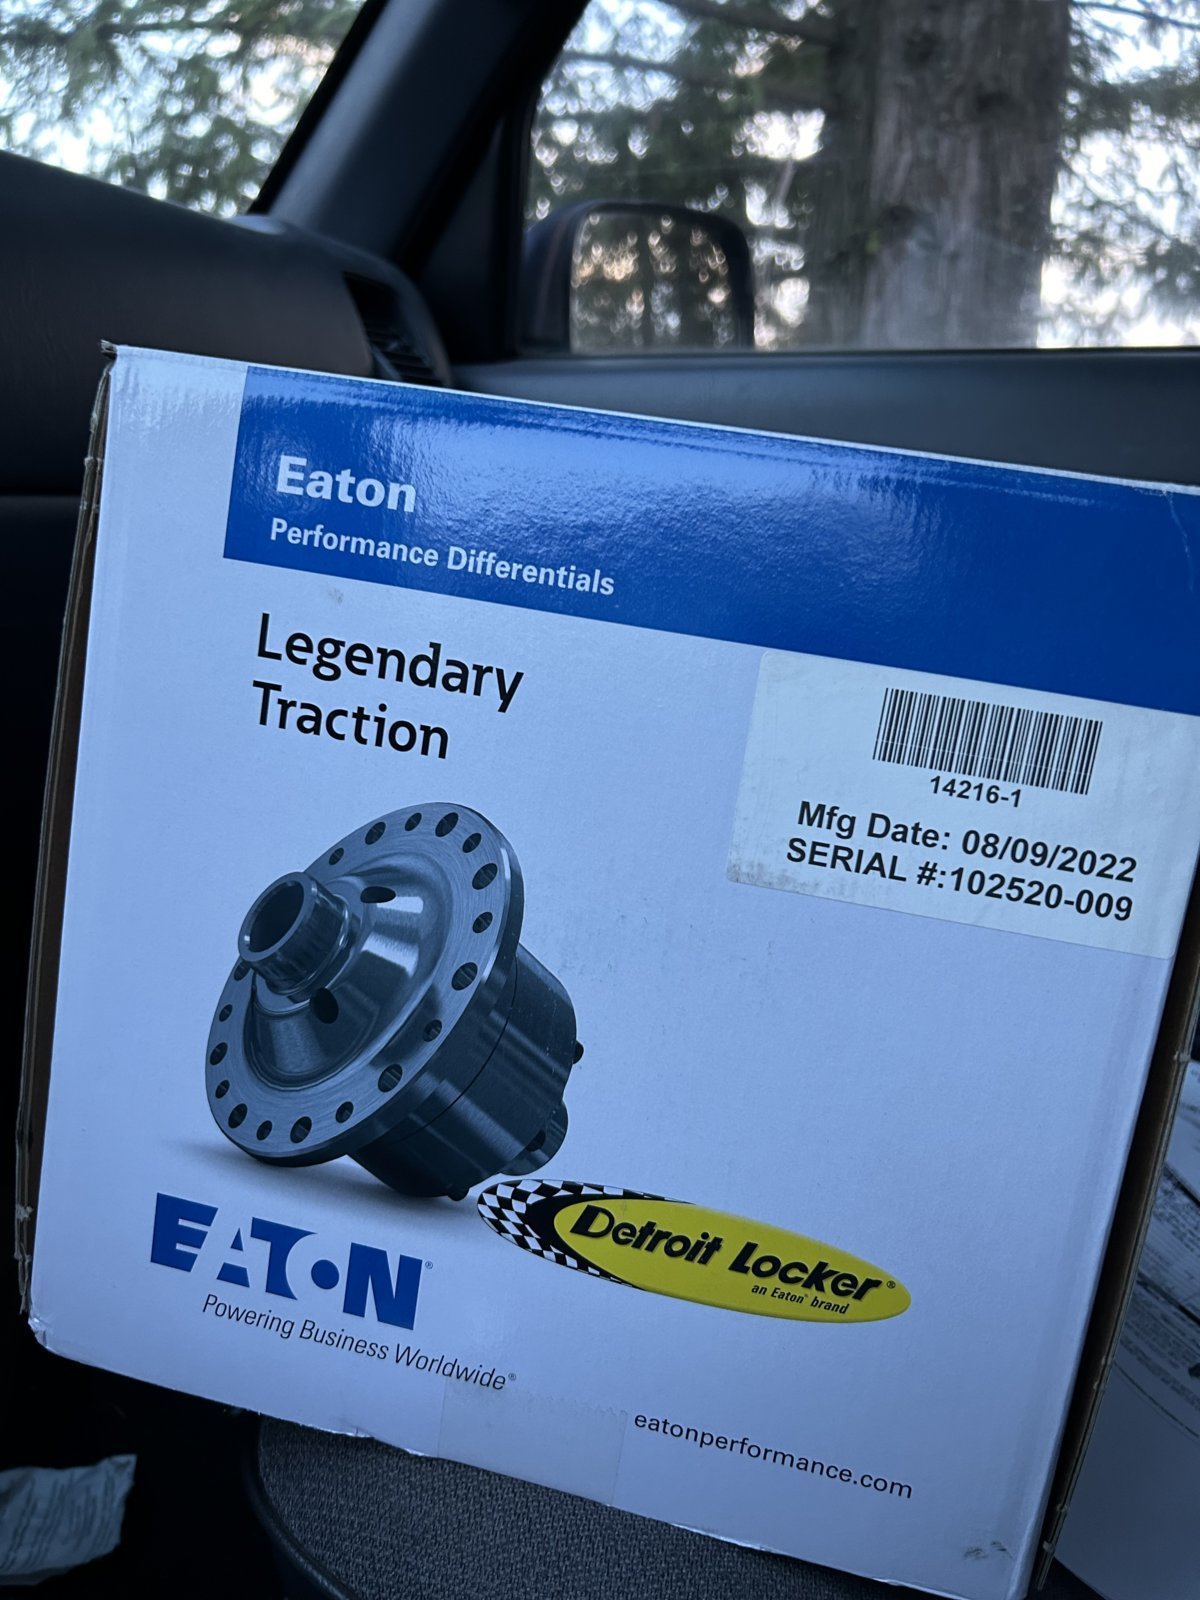 Eaton
Performance Differentials
Legendary
Traction
14216-1
Mfg Date: 08/09/2022
SERIAL #:102520-009
EATON®
Powering Business Worldwide®
Detroit Locker®
an Eaton® brand
eatonperformance.com